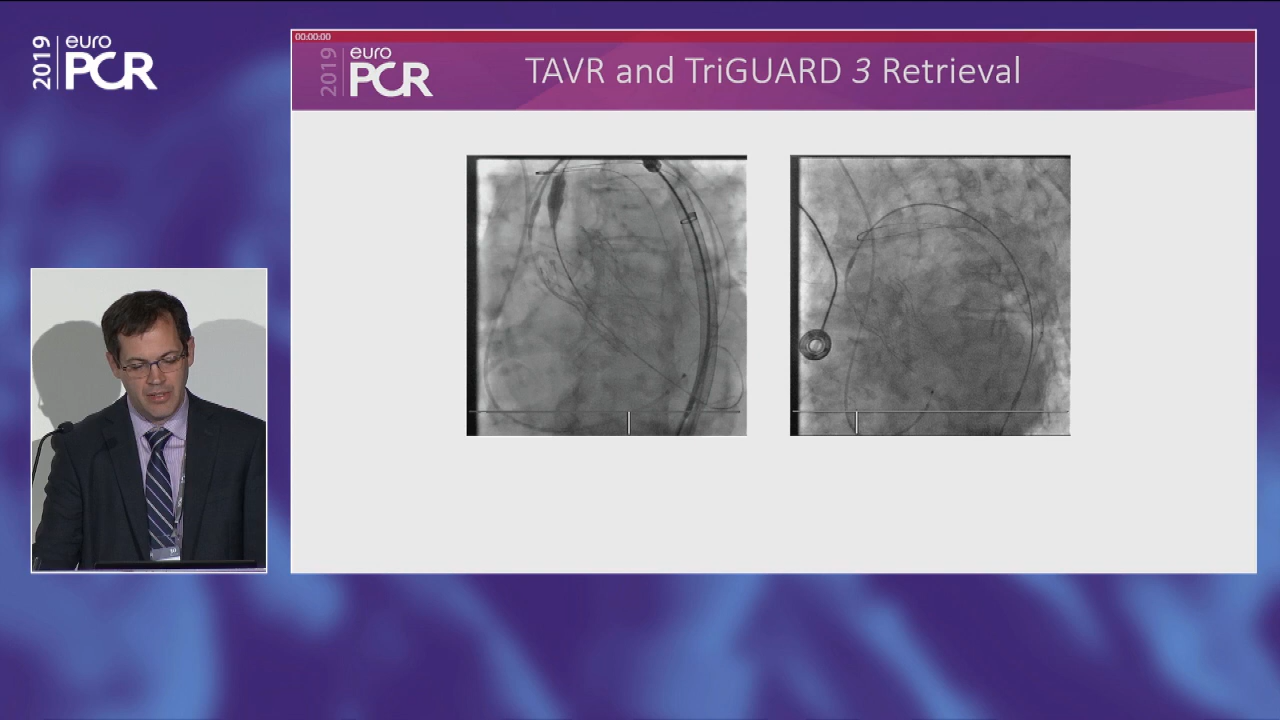 2019
euro
PCR
00:00:00
2019
euro
PCR
TAVR and TriGUARD 3 Retrieval